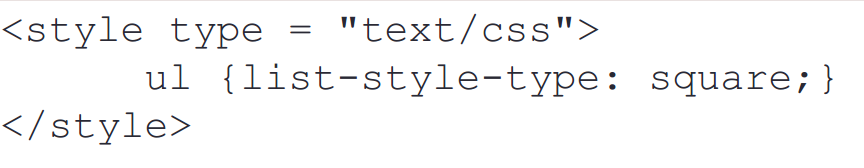 <style type = "text/css">
ul {list-style-type: square;}
</style>